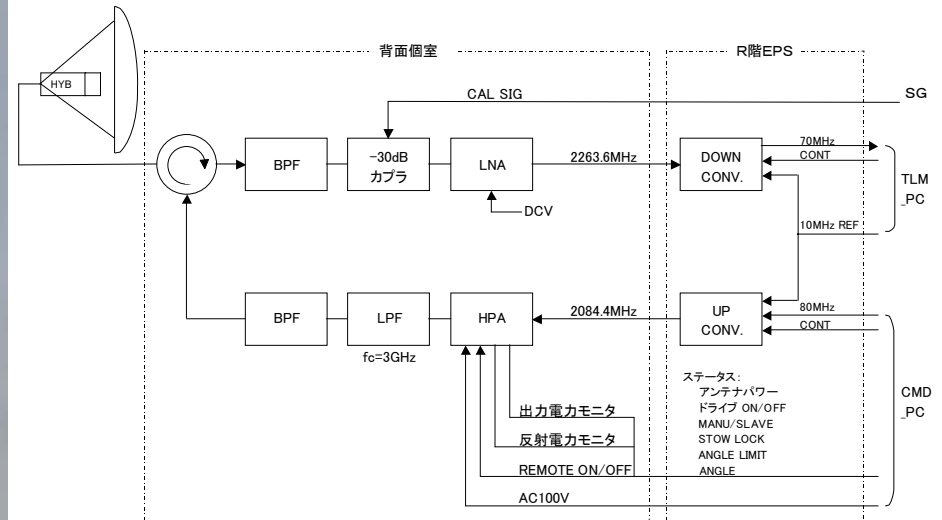 背面個室
R階EPS
HYB
CAL SIG
SG
BPF
-30dB
カプラ
LNA
2263.6MHz
DOWN
CONV.
70MHz
CONT
TLM
_PC
DCV
10MHz REF
BPF
LPF
HPA
2084.4MHz
UP
CONV.
80MHz
CONT
fc=3GHz
ステータス:
アンテナパワー
ドライブ ON/OFF
MANU/SLAVE
STOW LOCK
ANGLE LIMIT
ANGLE
CMD
_PC
出力電力モニタ
反射電力モニタ
REMOTE ON/OFF
AC100V